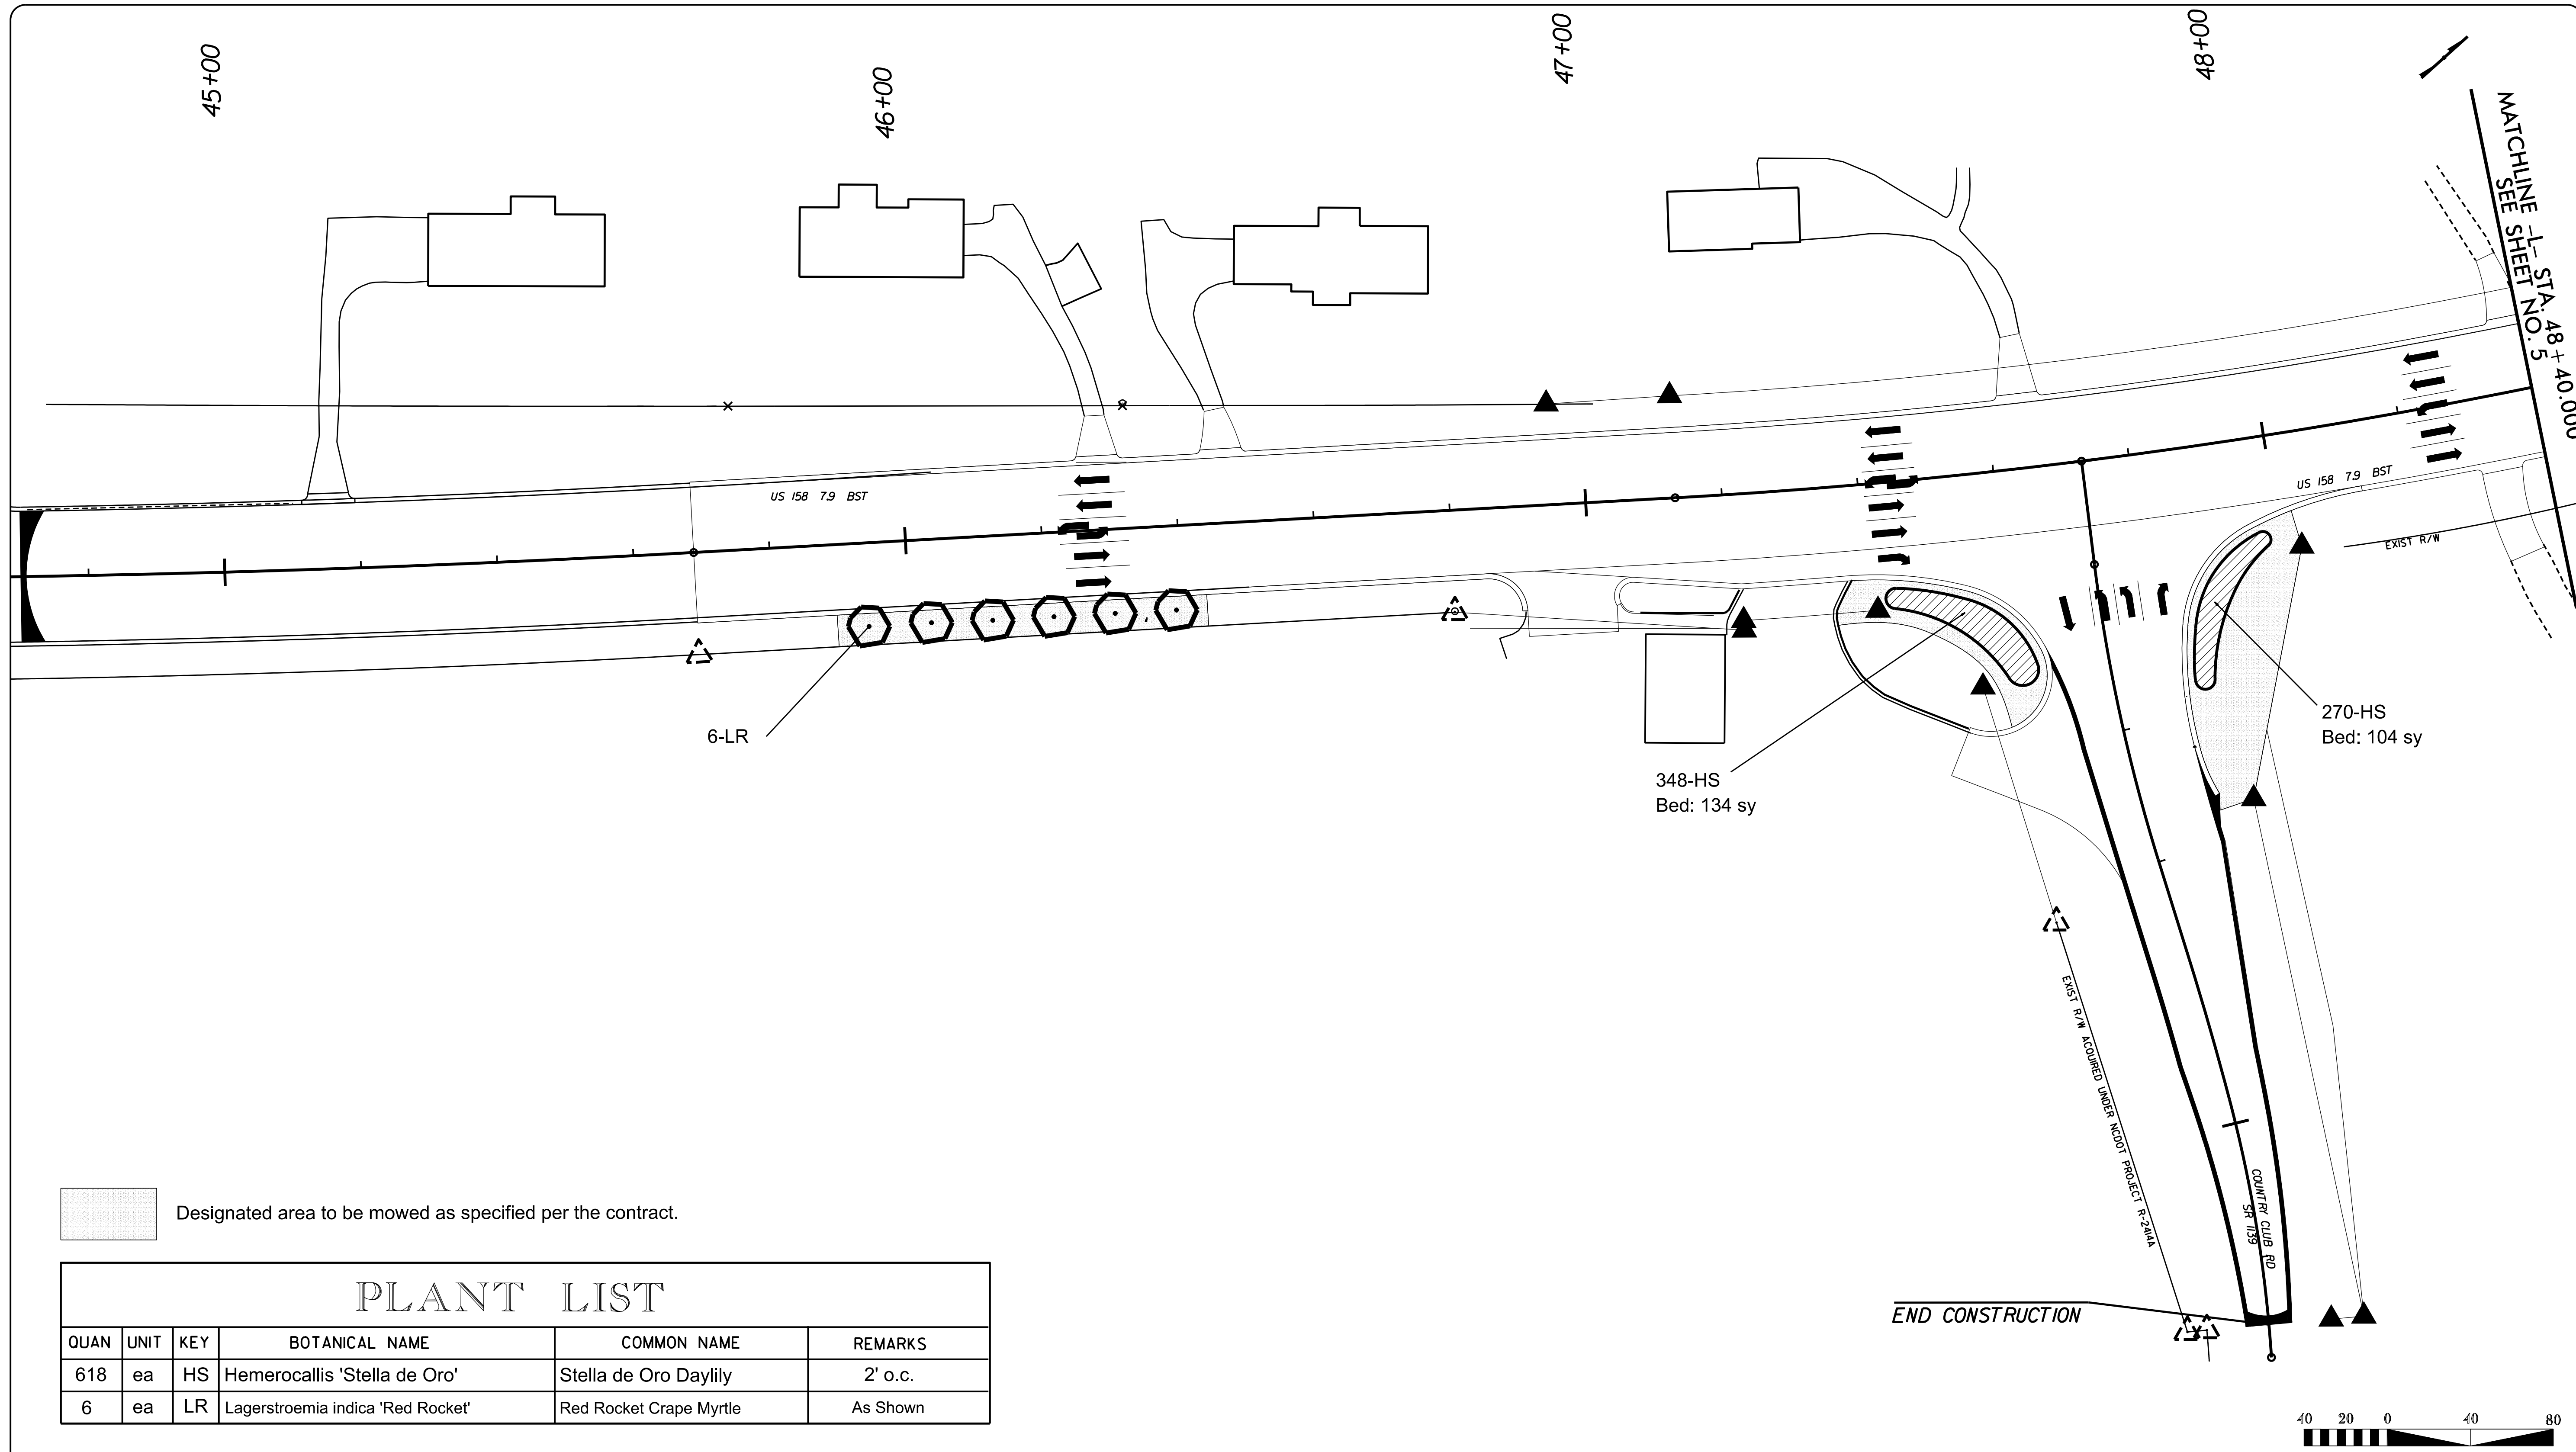 45+00
46+00
47+00
48+00
MATCHLINE -L- STA. 48+40.000
SEE SHEET NO. 5
US 158 7.9 BST
US 158 7.9 BST
EXIST R/W
6-LR
270-HS
Bed: 104 sy
348-HS
Bed: 134 sy
EXIST R/W ACQUIRED UNDER NCDOT PROJECT R-2414A
COUNTRY CLUB RD
SR 1139
END CONSTRUCTION
Designated area to be mowed as specified per the contract.
PLANT LIST
QUAN UNIT KEY BOTANICAL NAME COMMON NAME REMARKS
618 ea HS Hemerocallis 'Stella de Oro' Stella de Oro Daylily 2' o.c.
6 ea LR Lagerstroemia indica 'Red Rocket' Red Rocket Crape Myrtle As Shown
40 20 0 40 80